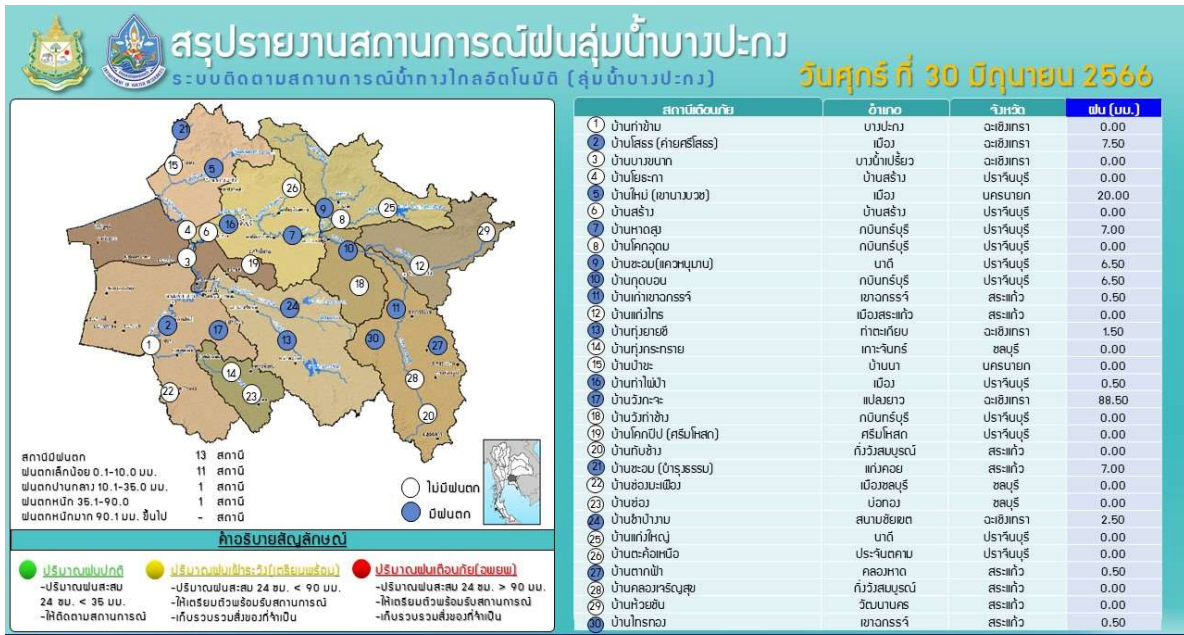 สรุปรายงานสถานการณ์ฝนลุ่มน้ำบางปะกง
ระบบติดตามสถานการณ์น้ำทางไกลอัตโนมัติ (ลุ่มน้ำบางปะกง)
วันศุกร์ ที่ 30 มิถุนายน 2566
สถานีเตือนภัย อำเภอ จังหวัด ฝน (มม.)
1 บ้านท่าข้าม บางปะกง ฉะเชิงเทรา 0.00
2 บ้านโสธร (ค่ายศรีโสธร) เมือง ฉะเชิงเทรา 7.50
3 บ้านบางขนาก บางน้ำเปรี้ยว ฉะเชิงเทรา 0.00
4 บ้านโยธะกา บ้านสร้าง ปราจีนบุรี 0.00
5 บ้านใหม่ (เขานางบวช) เมือง นครนายก 20.00
6 บ้านสร้าง บ้านสร้าง ปราจีนบุรี 0.00
7 บ้านหาดสูง กบินทร์บุรี ปราจีนบุรี 7.00
8 บ้านโคกอุดม กบินทร์บุรี ปราจีนบุรี 0.00
9 บ้านชะอม(แควหนุมาน) นาดี ปราจีนบุรี 6.50
10 บ้านกุดบอน กบินทร์บุรี ปราจีนบุรี 6.50
11 บ้านเก่าเขาฉกรรจ์ เขาฉกรรจ์ สระแก้ว 0.50
12 บ้านแก่งไทร เมืองสระแก้ว สระแก้ว 0.00
13 บ้านทุ่งยายชี ท่าตะเกียบ ฉะเชิงเทรา 1.50
14 บ้านทุ่งกระทราย เกาะจันทร์ ชลบุรี 0.00
15 บ้านป่าขะ บ้านนา นครนายก 0.00
16 บ้านท่าไผ่ป่า เมือง ปราจีนบุรี 0.50
17 บ้านวังกะจะ แปลงยาว ฉะเชิงเทรา 88.50
18 บ้านวังท่าช้าง กบินทร์บุรี ปราจีนบุรี 0.00
19 บ้านโคกปีป (ศรีมโหสถ) ศรีมโหสถ ปราจีนบุรี 0.00
20 บ้านทับช้าง กิ่งวังสมบูรณ์ สระแก้ว 0.00
21 บ้านชะอม (บำรุงธรรม) แก่งคอย สระแก้ว 7.00
22 บ้านช่องมะเฟือง เมืองชลบุรี ชลบุรี 0.00
23 บ้านช่อง บ่อทอง ชลบุรี 0.00
24 บ้านชำป่างาม สนามชัยเขต ฉะเชิงเทรา 2.50
25 บ้านแก่งใหญ่ นาดี ปราจีนบุรี 0.00
26 บ้านตะค้อเหนือ ประจันตคาม ปราจีนบุรี 0.00
27 บ้านตากฟ้า คลองหาด สระแก้ว 0.50
28 บ้านคลองเจริญสุข กิ่งวังสมบูรณ์ สระแก้ว 0.00
29 บ้านห้วยชัน วัฒนานคร สระแก้ว 0.00
30 บ้านไทรทอง เขาฉกรรจ์ สระแก้ว 0.50
สถานีมีฝนตก 13 สถานี
ฝนตกเล็กน้อย 0.1-10.0 มม. 11 สถานี
ฝนตกปานกลาง 10.1-35.0 มม. 1 สถานี
ฝนตกหนัก 35.1-90.0 1 สถานี
ฝนตกหนักมาก 90.1 มม. ขึ้นไป - สถานี
ไม่มีฝนตก
มีฝนตก
คำอธิบายสัญลักษณ์
ปริมาณฝนปกติ
-ปริมาณฝนสะสม
24 ชม. < 35 มม.
-ให้ติดตามสถานการณ์
ปริมาณฝนเฝ้าระวัง(เตรียมพร้อม)
-ปริมาณฝนสะสม 24 ชม. < 90 มม.
-ให้เตรียมตัวพร้อมรับสถานการณ์
-เก็บรวบรวมสิ่งของที่จำเป็น
ปริมาณฝนเตือนภัย(อพยพ)
-ปริมาณฝนสะสม 24 ชม. > 90 มม.
-ให้เตรียมตัวพร้อมรับสถานการณ์
-เก็บรวบรวมสิ่งของที่จำเป็น